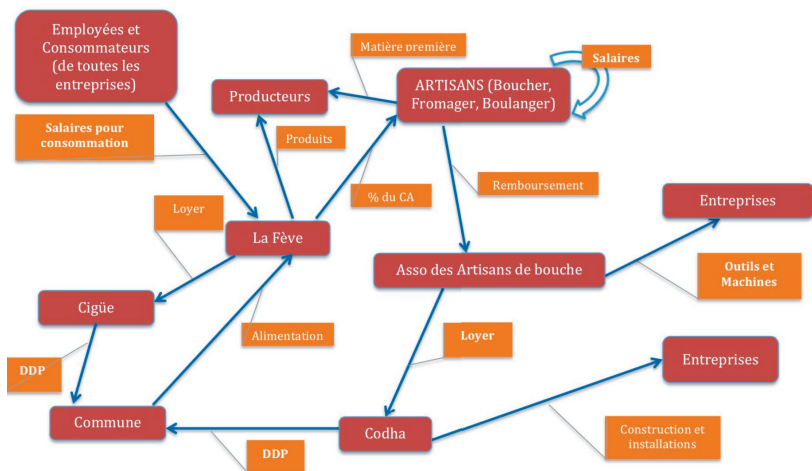 Employées et
Consommateurs
(de toutes les
entreprises)
Matière première
Salaires
ARTISANS (Boucher,
Fromager, Boulanger)
Producteurs
Salaires pour
consommation
Produits
Remboursement
% du CA
Entreprises
Loyer
La Fève
Asso des Artisans de bouche
Outils et
Machines
Cigüe
Alimentation
Loyer
Entreprises
DDP
Commune
Codha
Construction et
installations
DDP